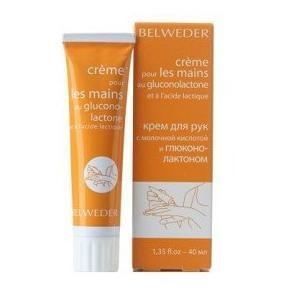 crème
pour
les mains
au glucono-
lactone
et à l'acide lactique
BELWEDER
BELWEDER
crème
pour les mains
au gluconolactone
et à l'acide lactique
крем для рук
с молочной кислотой
и глюконо-
лактоном
1,35 fl.oz – 40 мл